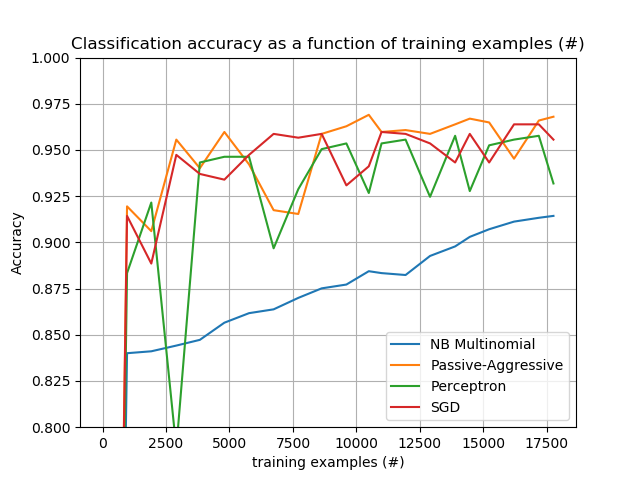 Classification accuracy as a function of training examples (#)
1.000
0.975
0.950
0.925
0.900
0.875
0.850
0.825
0.800
Accuracy
NB Multinomial
Passive-Aggressive
Perceptron
SGD
0 2500 5000 7500 10000 12500 15000 17500
training examples (#)